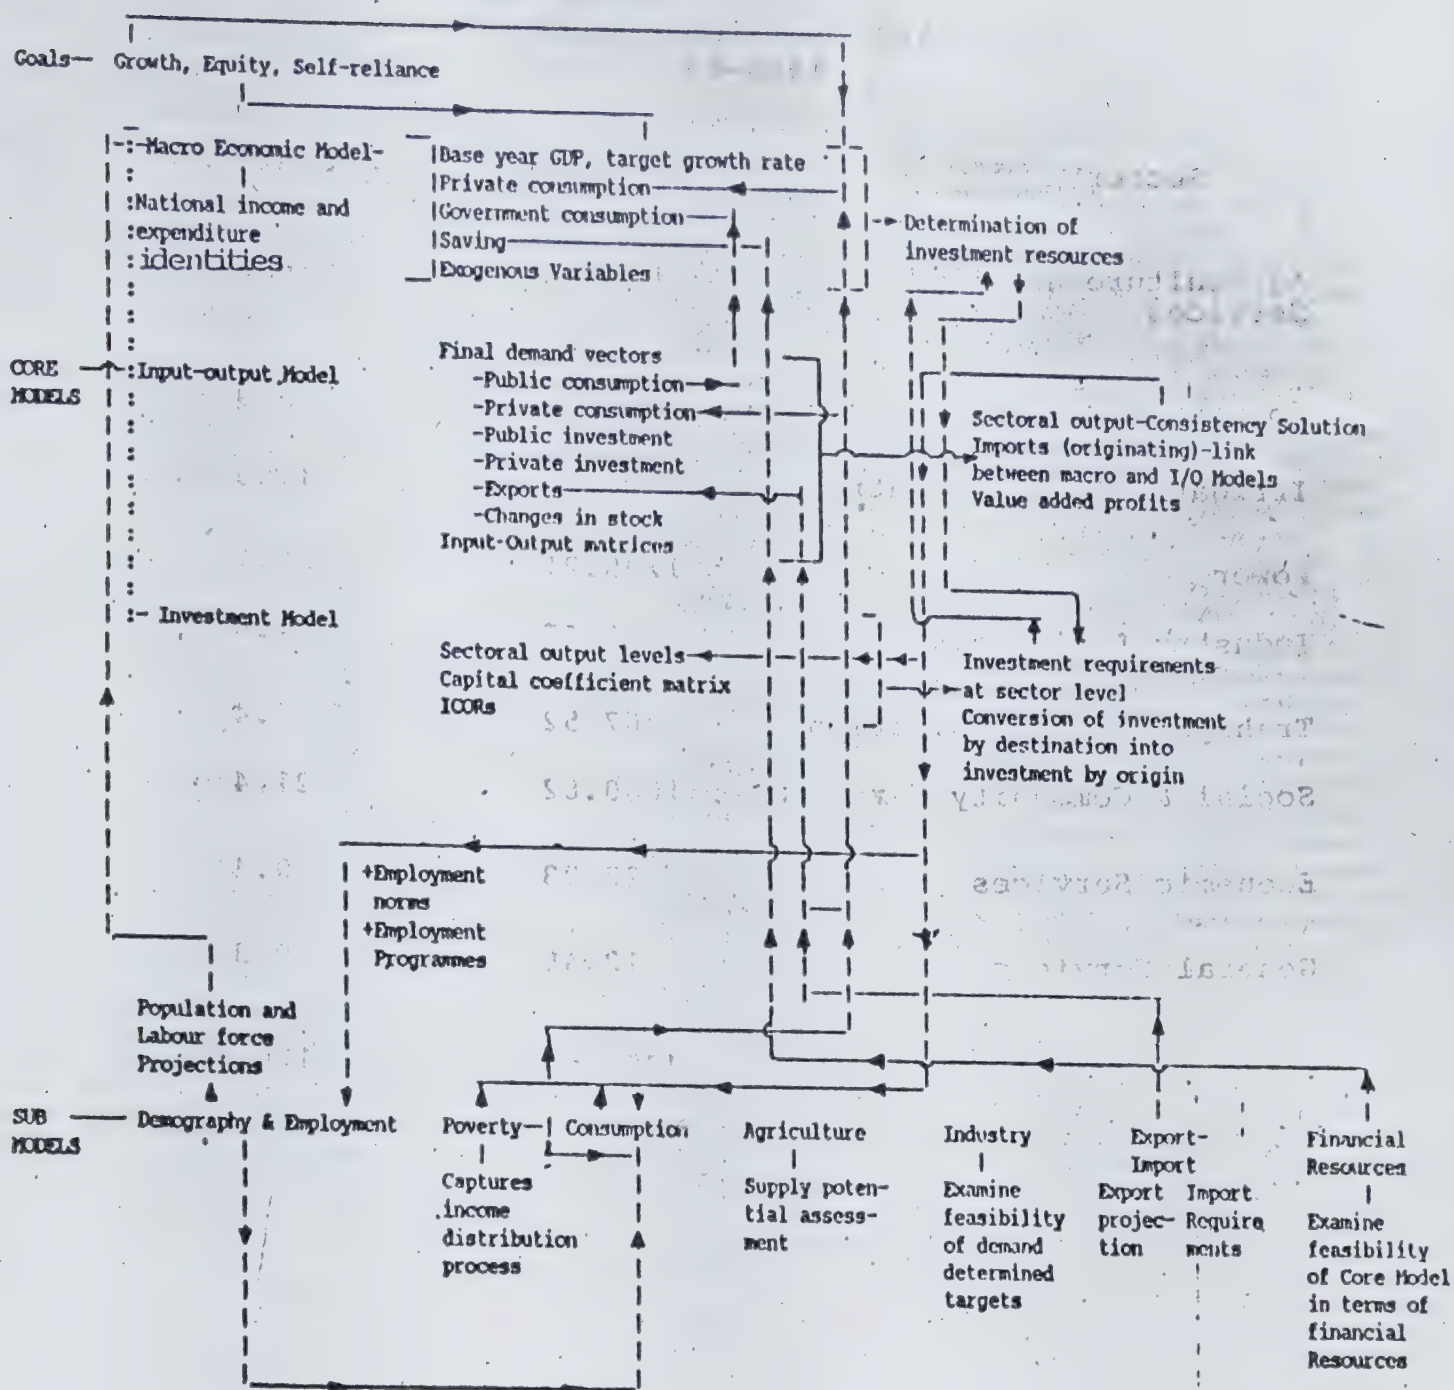 Goals— Growth, Equity, Self-reliance
Macro Economic Model-
National income and
expenditure
identities
Base year GDP, target growth rate
Private consumption
Government consumption
Saving
Exogenous Variables
Determination of
investment resources
CORE
MODELS
Input-output Model
Final demand vectors
-Public consumption
-Private consumption
-Public investment
-Private investment
-Exports
-Changes in stock
Input-Output matrices
Sectoral output-Consistency Solution
Imports (originating)-link
between macro and I/O Models
Value added profits
:- Investment Model
Sectoral output levels
Capital coefficient matrix
ICORs
Investment requirements
at sector level
Conversion of investment
by destination into
investment by origin
+Employment
norms
+Employment
Programmes
Population and
Labour force
Projections
SUB
MODELS
Demography & Employment
Poverty
Captures
income
distribution
process
Consumption
Agriculture
Supply poten-
tial assess-
ment
Industry
Examine
feasibility
of demand
determined
targets
Export-
Import
Export
projec-
tion
Import
Require
ments
Financial
Resources
Examine
feasibility
of Core Model
in terms of
financial
Resources